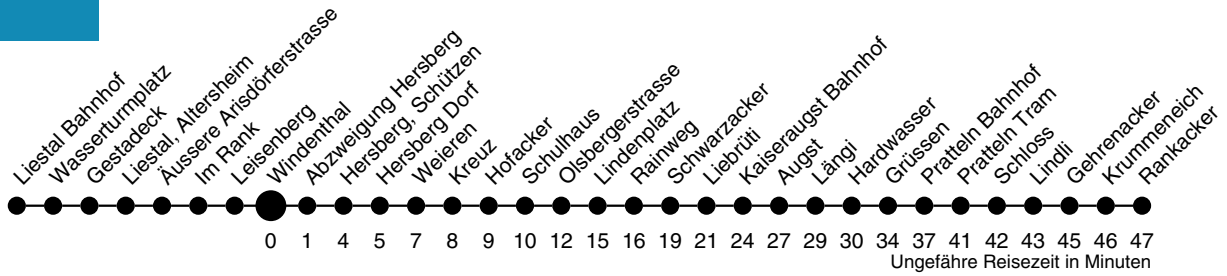 Liestal Bahnhof
Wasserturmplatz
Gestadeck
Liestal, Altersheim
Äussere Arisdörferstrasse
Im Rank
Leisenberg
Windenthal
Abzweigung Hersberg
Hersberg, Schützen
Hersberg Dorf
Weieren
Kreuz
Hofacker
Schulhaus
Olsbergerstrasse
Lindenplatz
Rainweg
Schwarzacker
Liebrüti
Kaiseraugst Bahnhof
Augst
Längi
Hardwasser
Grüssen
Pratteln Bahnhof
Pratteln Tram
Schloss
Lindli
Gehrenacker
Krummeneich
Rankacker
0 1 4 5 7 8 9 10 12 15 16 19 21 24 27 29 30 34 37 41 42 43 45 46 47
Ungefähre Reisezeit in Minuten